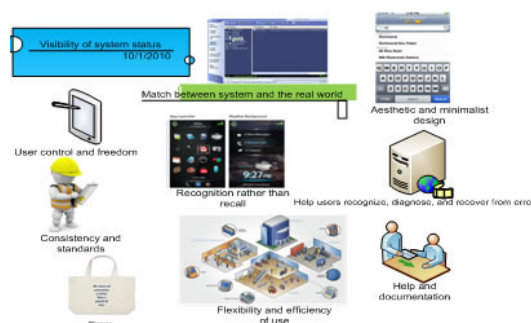 Visibility of system status
10/1/2010
Match between system and the real world
Aesthetic and minimalist
design
User control and freedom
Recognition rather than
recall
9:27
Help users recognize, diagnose, and recover from erro
Consistency and
standards
Flexibility and efficiency
of use
Help and
documentation